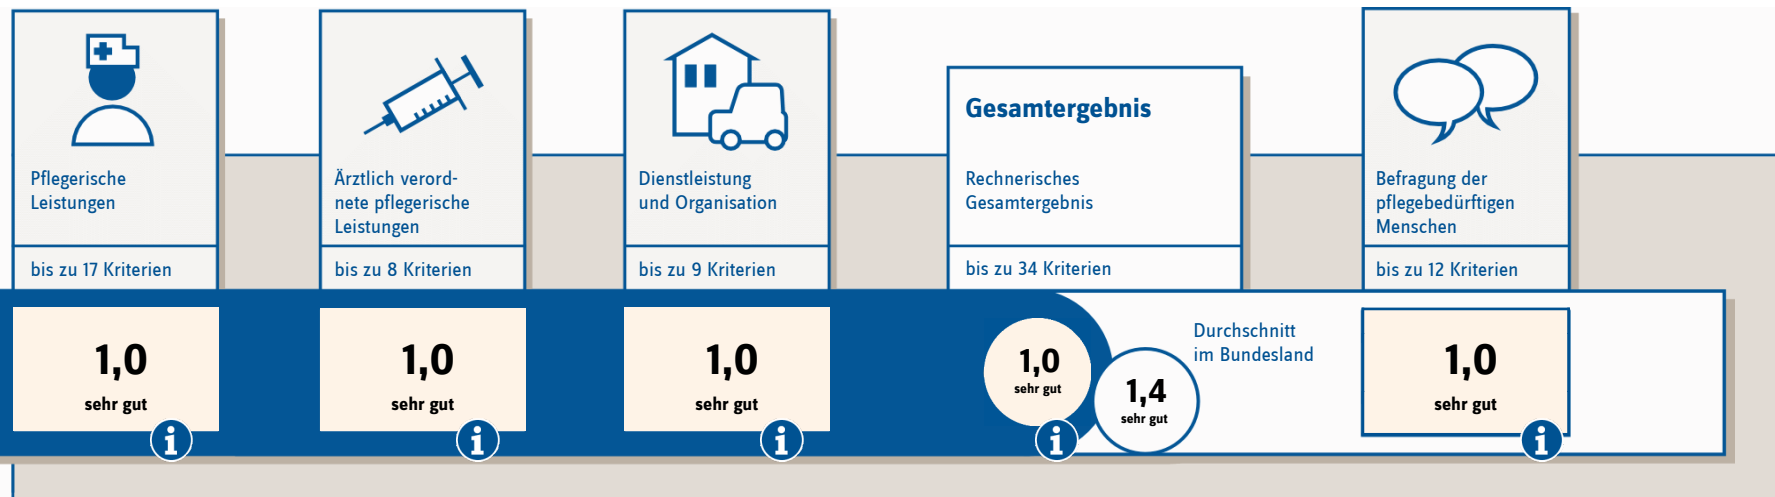 Pflegerische
Leistungen
bis zu 17 Kriterien
1,0
sehr gut
i
Ärztlich verord-
nete pflegerische
Leistungen
bis zu 8 Kriterien
1,0
sehr gut
i
Dienstleistung
und Organisation
bis zu 9 Kriterien
1,0
sehr gut
i
Gesamtergebnis
Rechnerisches
Gesamtergebnis
bis zu 34 Kriterien
1,0
sehr gut
i
1,4
sehr gut
Durchschnitt
im Bundesland
Befragung der
pflegebedürftigen
Menschen
bis zu 12 Kriterien
1,0
sehr gut
i